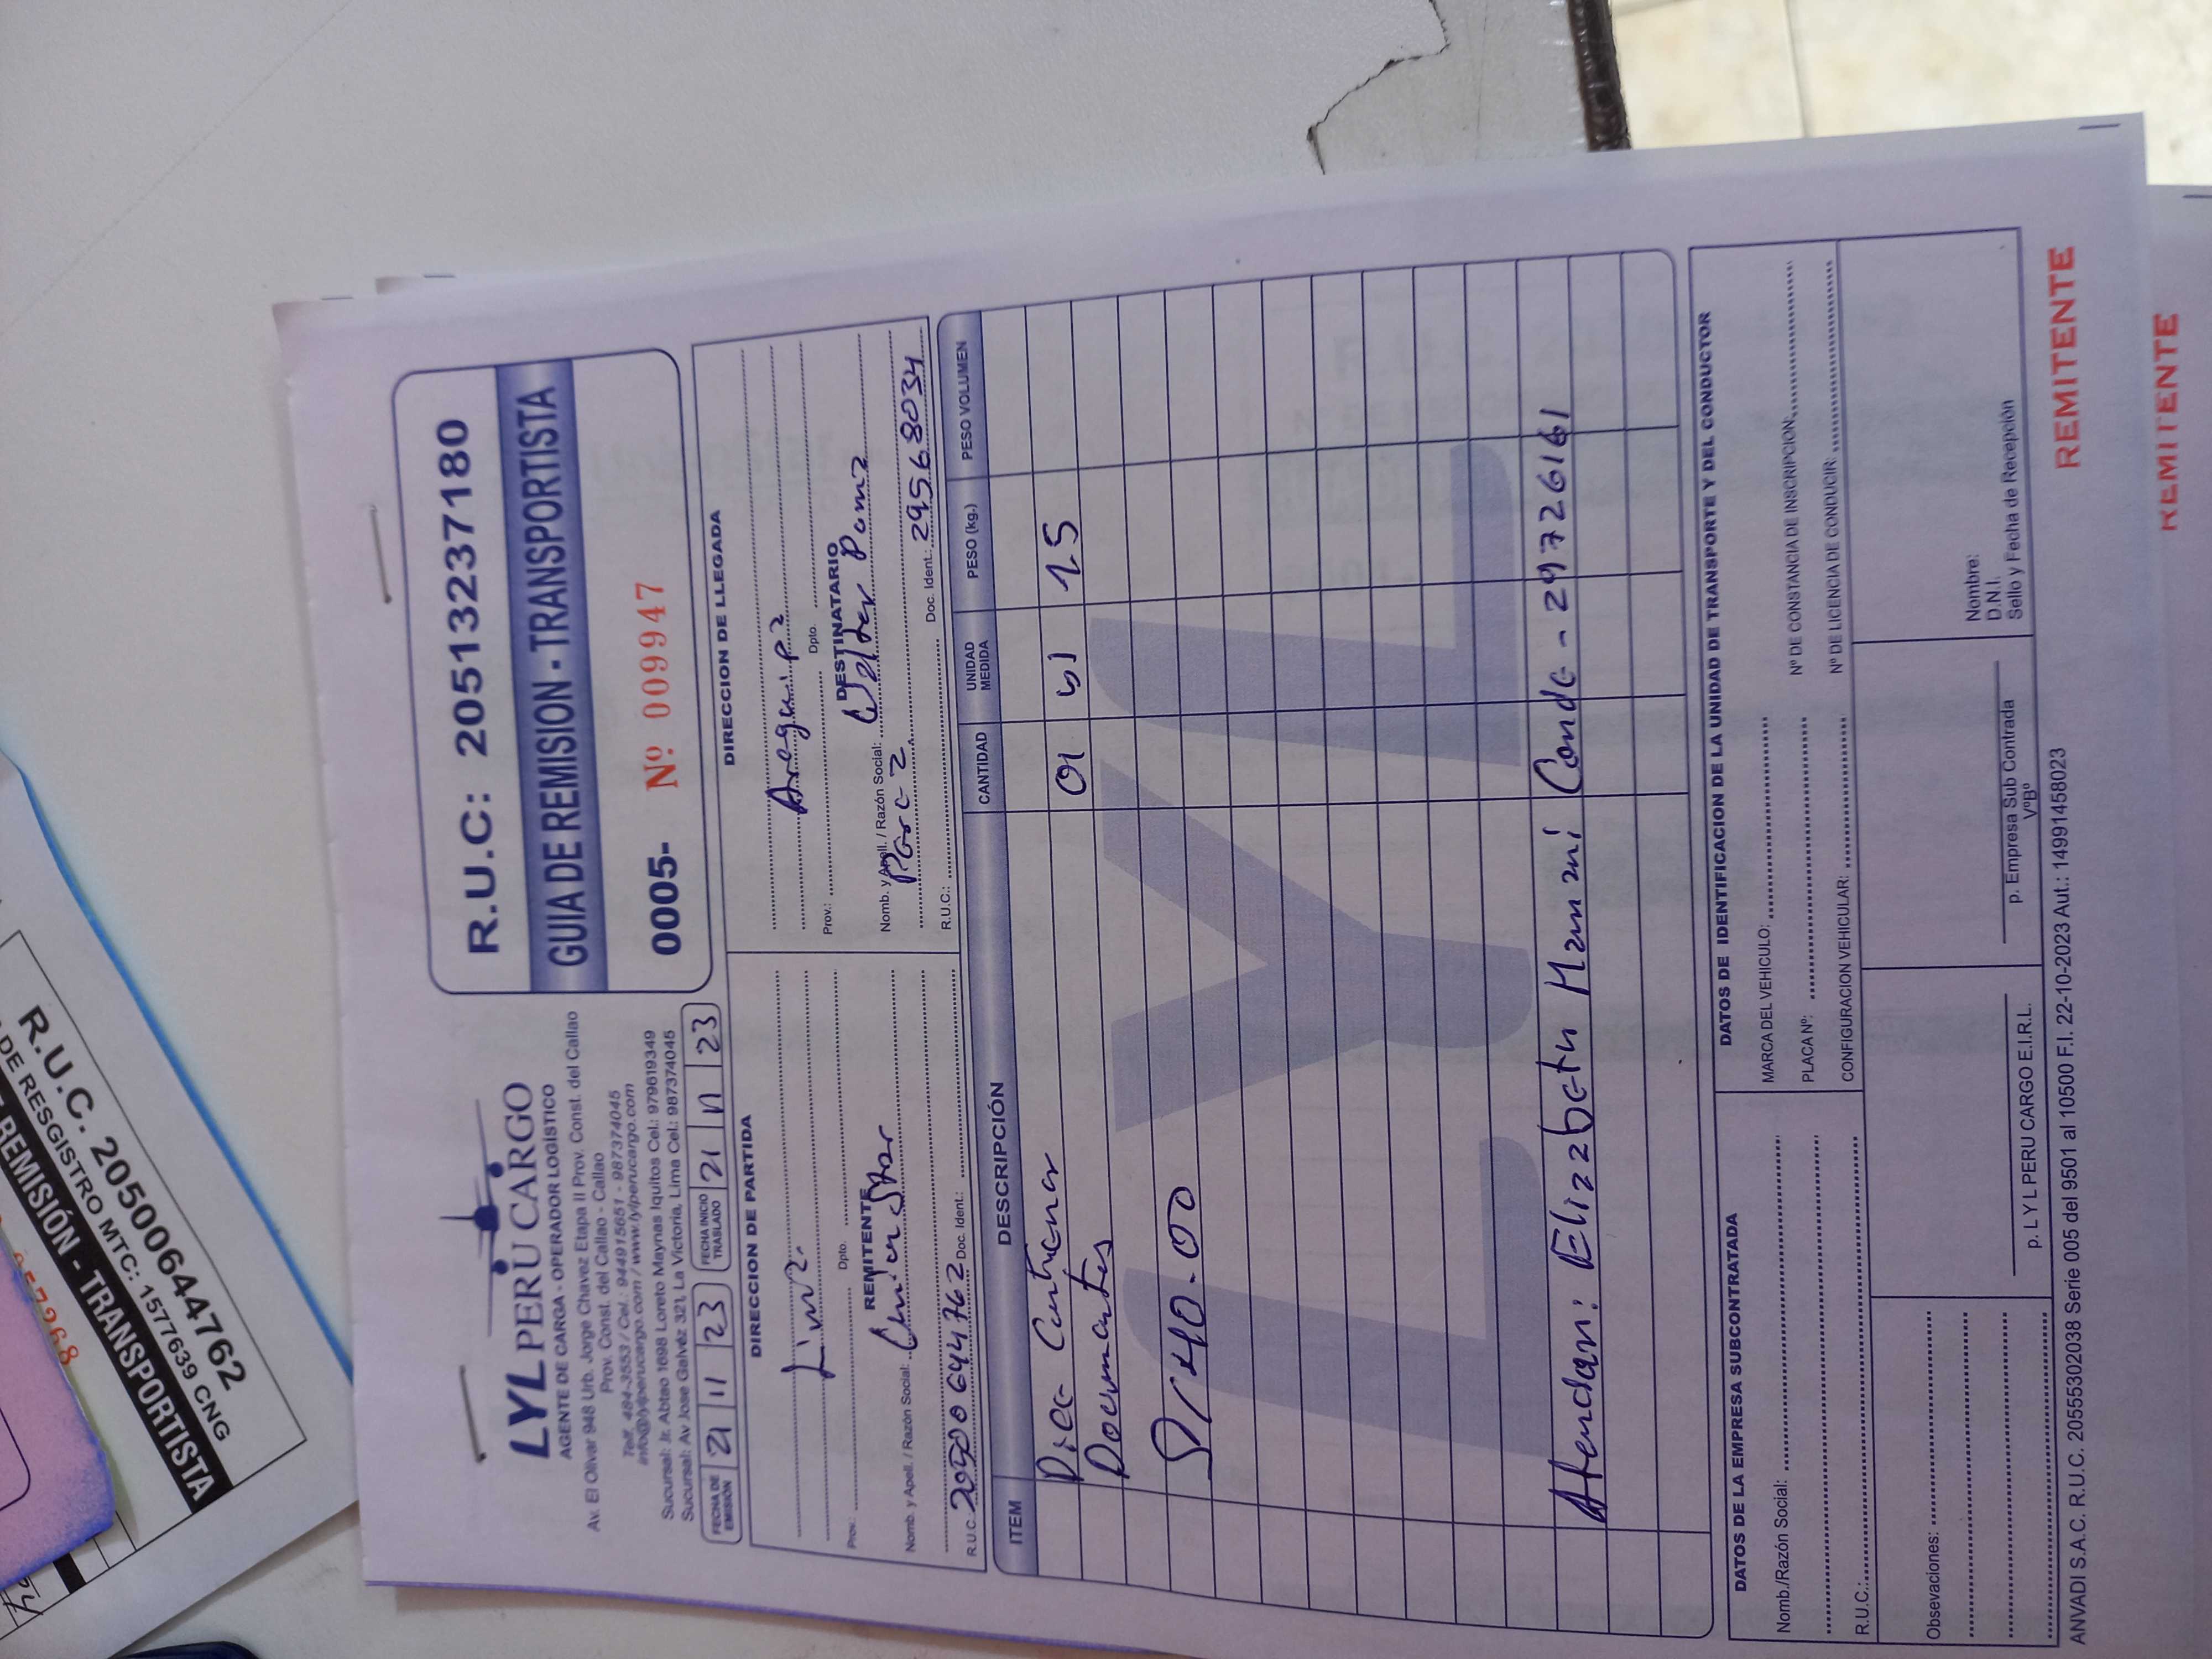 R.U.C. 20500644762
DE RESGISTRO MTC: 1577639 CNG
REMISIÓN - TRANSPORTISTA
LYL PERU CARGO
AGENTE DE CARGA - OPERADOR LOGÍSTICO
Av. El Olivar 948 Urb. Jorge Chavez Etapa II Prov. Const. del Callao
Prov. Const. del Callao - Callao
Telf. 484-3553 / Cel.: 944915651 - 987374045
info@lylperucargo.com / www.lylperucargo.com
Sucursal: Jr. Abtao 1698 Loreto Maynas Iquitos Cel.: 979619349
Sucursal: Av Jose Galvéz 321, La Victoria, Lima Cel.: 987374045
R.U.C: 20513237180
GUIA DE REMISION - TRANSPORTISTA
0005- Nº 009947
FECHA DE EMISIÓN 21 11 23 FECHA INICIO TRASLADO 21 11 23
DIRECCION DE PARTIDA
Lima
Prov.: Dpto.
REMITENTE
Nomb. y Apell. / Razón Social:
R.U.C. 20500644762 Doc. Ident.:
DIRECCION DE LLEGADA
Arequipa
Prov.: Dpto.
DESTINATARIO
Nomb. y Apell. / Razón Social: Walter
R.U.C.: Doc. Ident.: 29568034
ITEM DESCRIPCIÓN CANTIDAD UNIDAD MEDIDA PESO (kg.) PESO VOLUMEN
01
Documentes
S/40.00
LYL
Atencion: Elizabeth Mamani Conde - 29726161
DATOS DE LA EMPRESA SUBCONTRATADA
Nomb./Razón Social:
R.U.C.:
DATOS DE IDENTIFICACION DE LA UNIDAD DE TRANSPORTE Y DEL CONDUCTOR
MARCA DEL VEHICULO: Nº DE CONSTANCIA DE INSCRIPCION:
PLACA Nº:
CONFIGURACION VEHICULAR: Nº DE LICENCIA DE CONDUCIR:
Obsevaciones:
p. L Y L PERU CARGO E.I.R.L.
p. Empresa Sub Contrada
VºBº
Nombre:
D.N.I.
Sello y Fecha de Recepción
ANVADI S.A.C. R.U.C. 20555302038 Serie 005 del 9501 al 10500 F.I. 22-10-2023 Aut.: 14991458023
REMITENTE
REMITENTE